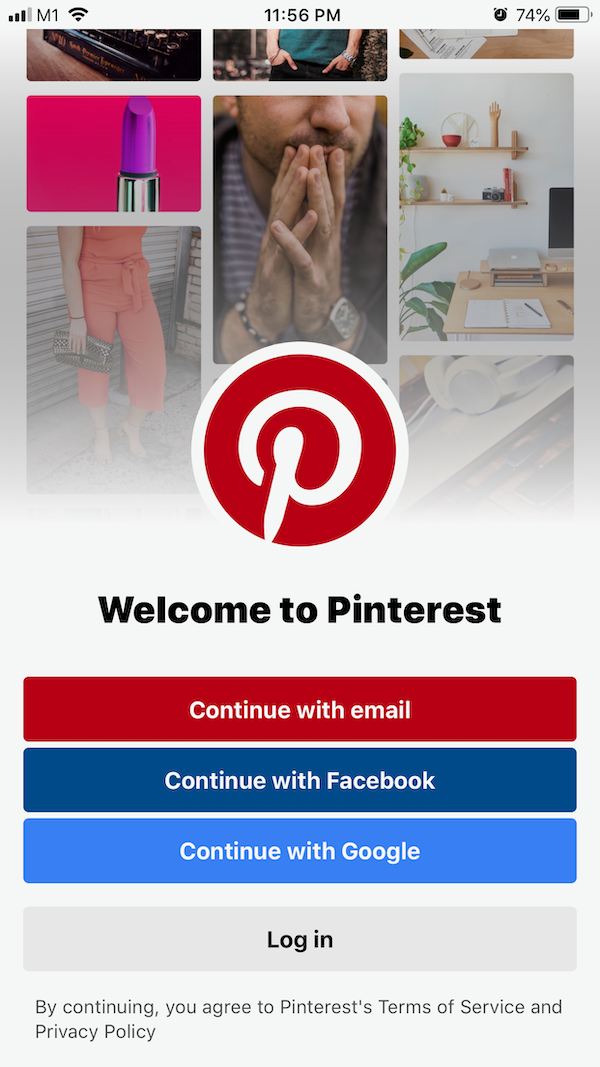 M1 11:56 PM 74%
Welcome to Pinterest
Continue with email
Continue with Facebook
Continue with Google
Log in
By continuing, you agree to Pinterest's Terms of Service and
Privacy Policy